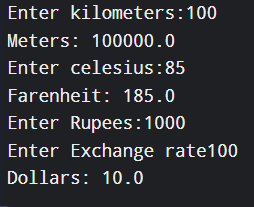 Enter kilometers:100
Meters: 100000.0
Enter celesius:85
Farenheit: 185.0
Enter Rupees:1000
Enter Exchange rate100
Dollars: 10.0